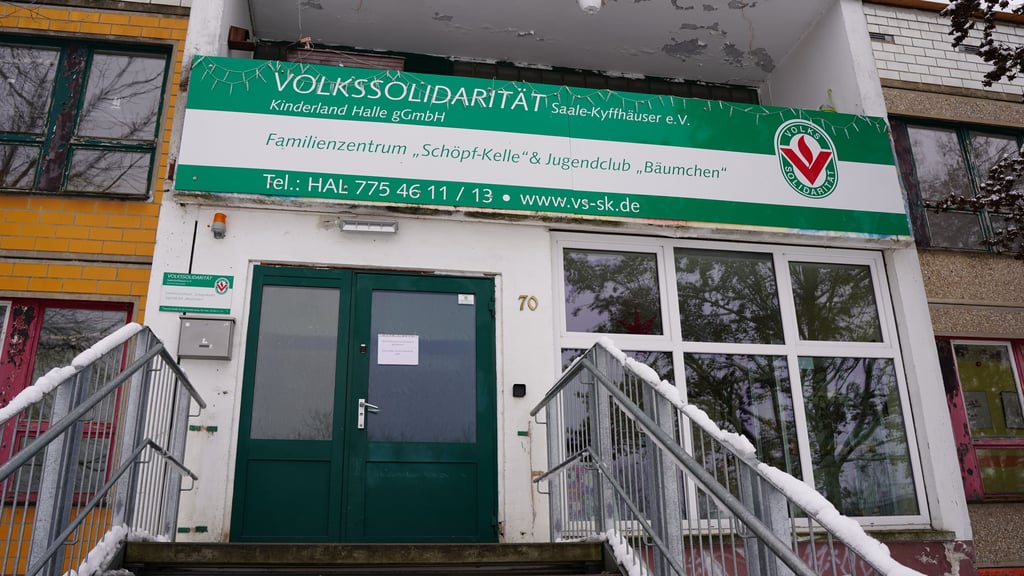 VOLKSSOLIDARITÄT Saale-Kyffhäuser e.V.
Kinderland Halle gGmbH
Familienzentrum „Schöpf-Kelle“ & Jugendclub „Bäumchen“
Tel.: HAL 775 46 11 / 13 • www.vs-sk.de
VOLKS
SOLIDARITÄT
VOLKSSOLIDARITÄT
70